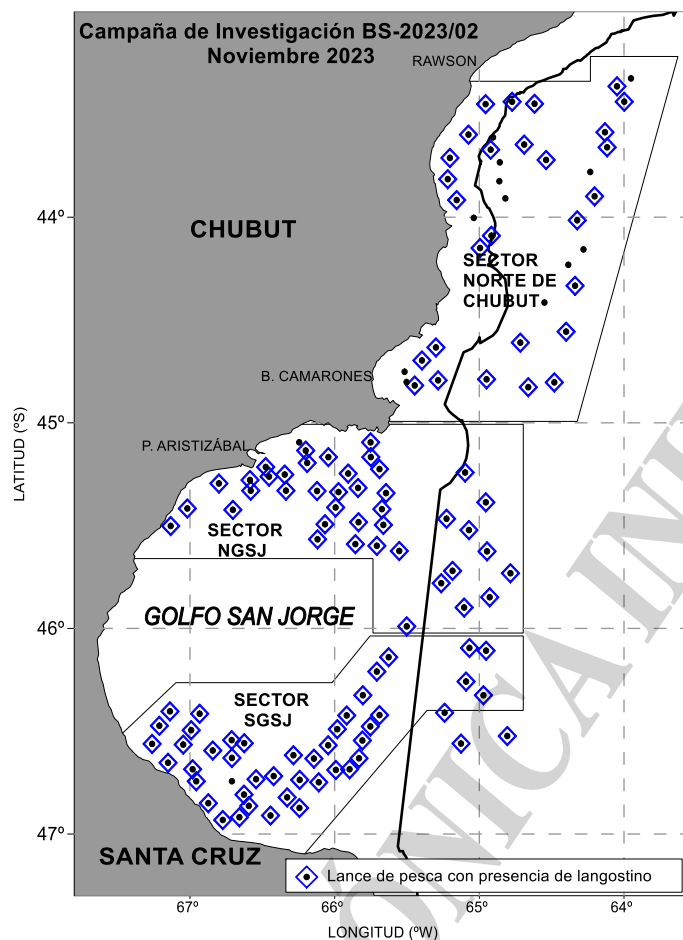 Campaña de Investigación BS-2023/02
Noviembre 2023
RAWSON
44º
CHUBUT
SECTOR
NORTE DE
CHUBUT
B. CAMARONES
45º
P. ARISTIZÁBAL
LATITUD (ºS)
SECTOR
NGSJ
GOLFO SAN JORGE
46º
SECTOR
SGSJ
47º
SANTA CRUZ
Lance de pesca con presencia de langostino
67º
66º
65º
64º
LONGITUD (ºW)
ÓNICA IN